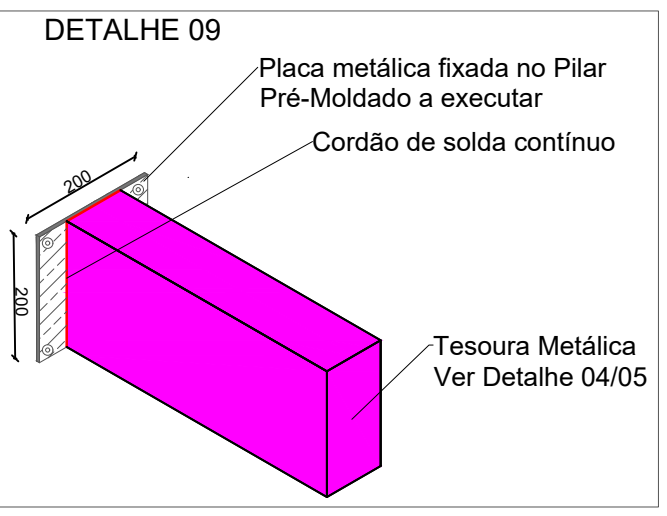 DETALHE 09
Placa metálica fixada no Pilar
Pré-Moldado a executar
Cordão de solda contínuo
200
200
Tesoura Metálica
Ver Detalhe 04/05